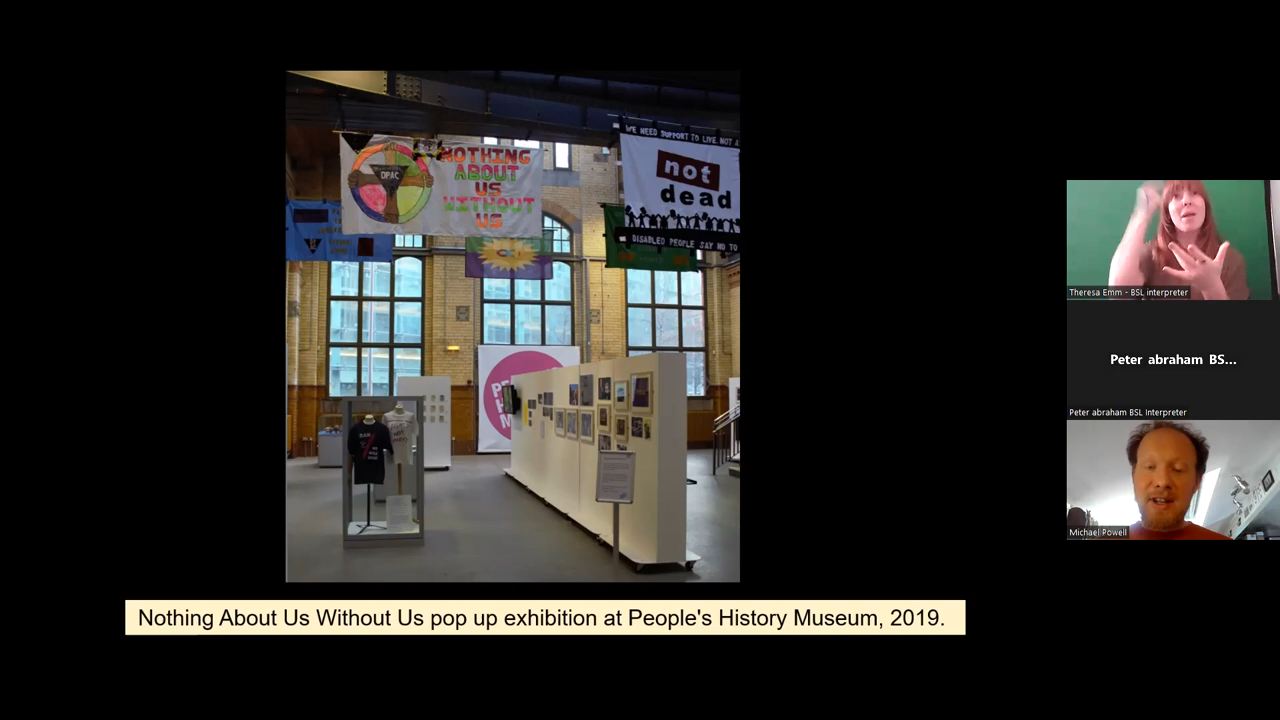 WE NEED SUPPORT TO LIVE NOT
NOTHING
ABOUT
US
WITHOUT
US
DPAC
not
dead
DISABLED PEOPLE SAY NO TO
Theresa Emm - BSL interpreter
Peter abraham BS...
Peter abraham BSL Interpreter
Michael Powell
Nothing About Us Without Us pop up exhibition at People's History Museum, 2019.